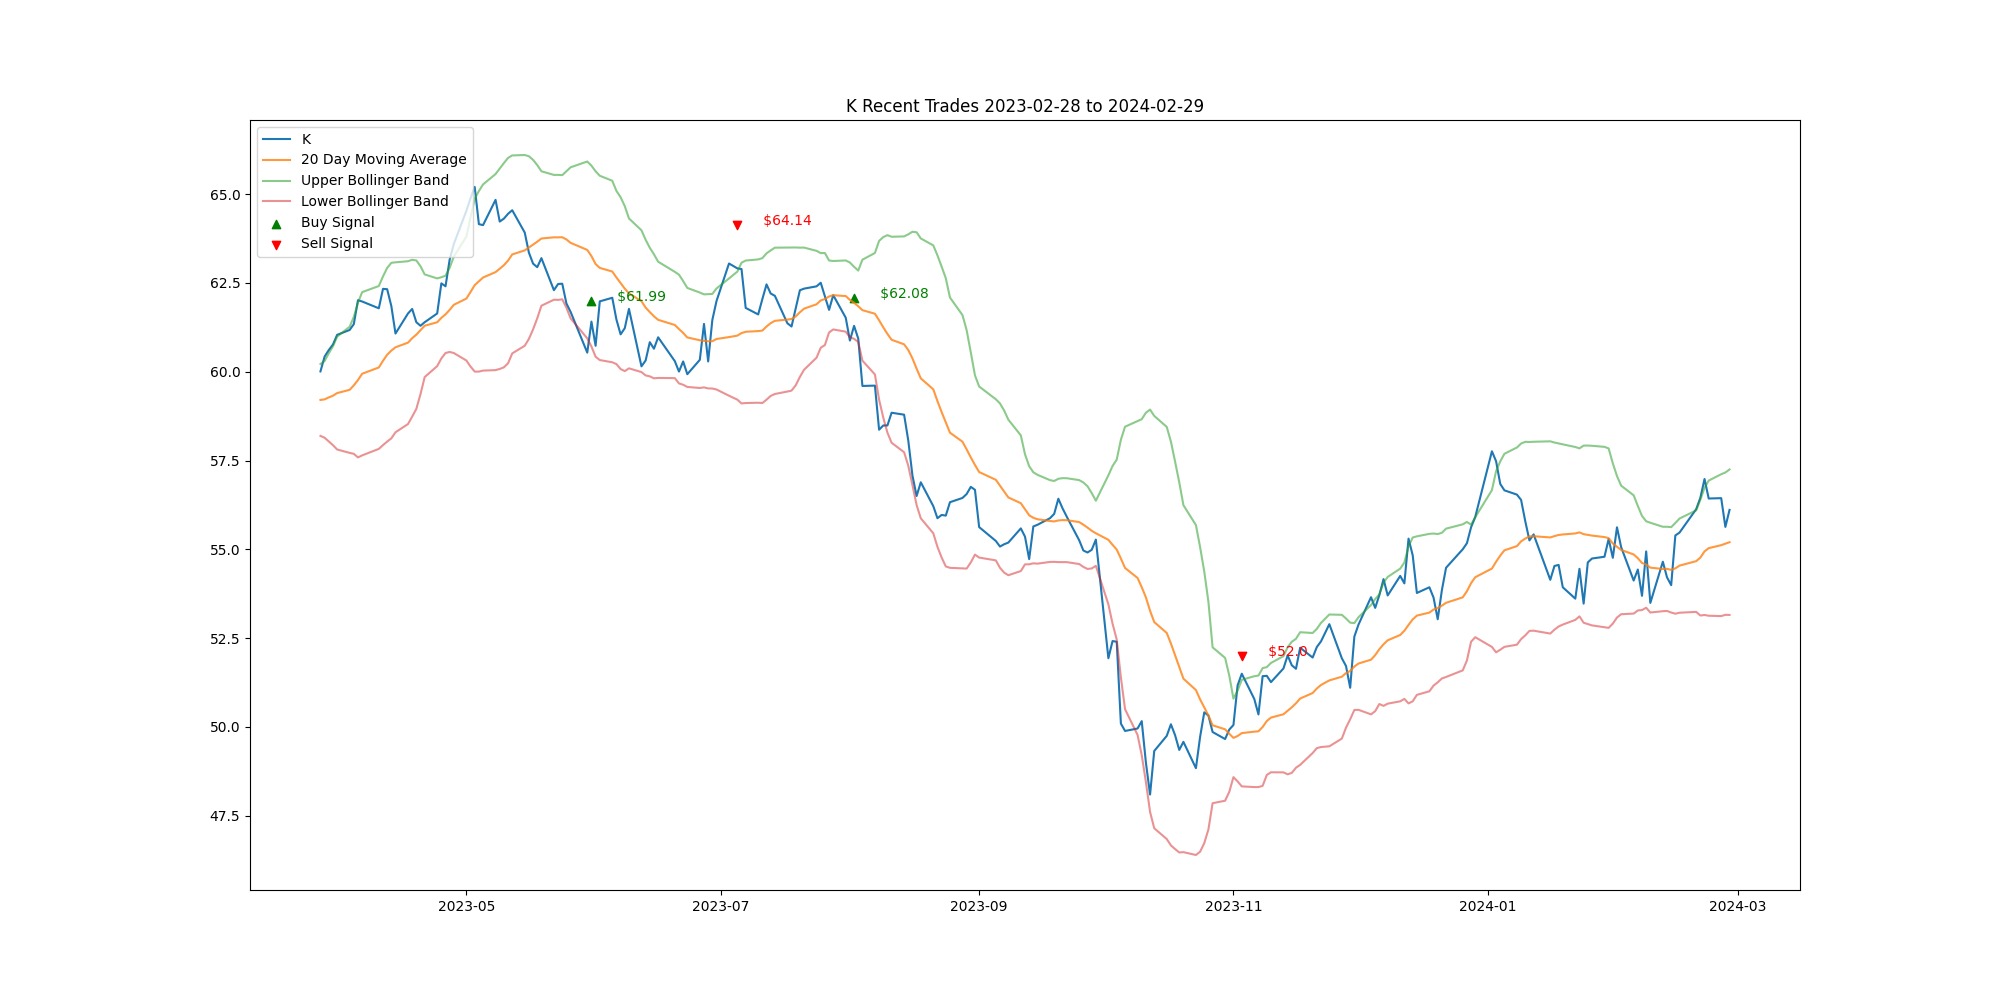 K Recent Trades 2023-02-28 to 2024-02-29
K
20 Day Moving Average
Upper Bollinger Band
Lower Bollinger Band
Buy Signal
Sell Signal
65.0
62.5
60.0
57.5
55.0
52.5
50.0
47.5
$64.14
$61.99
$62.08
$52.0
2023-05
2023-07
2023-09
2023-11
2024-01
2024-03